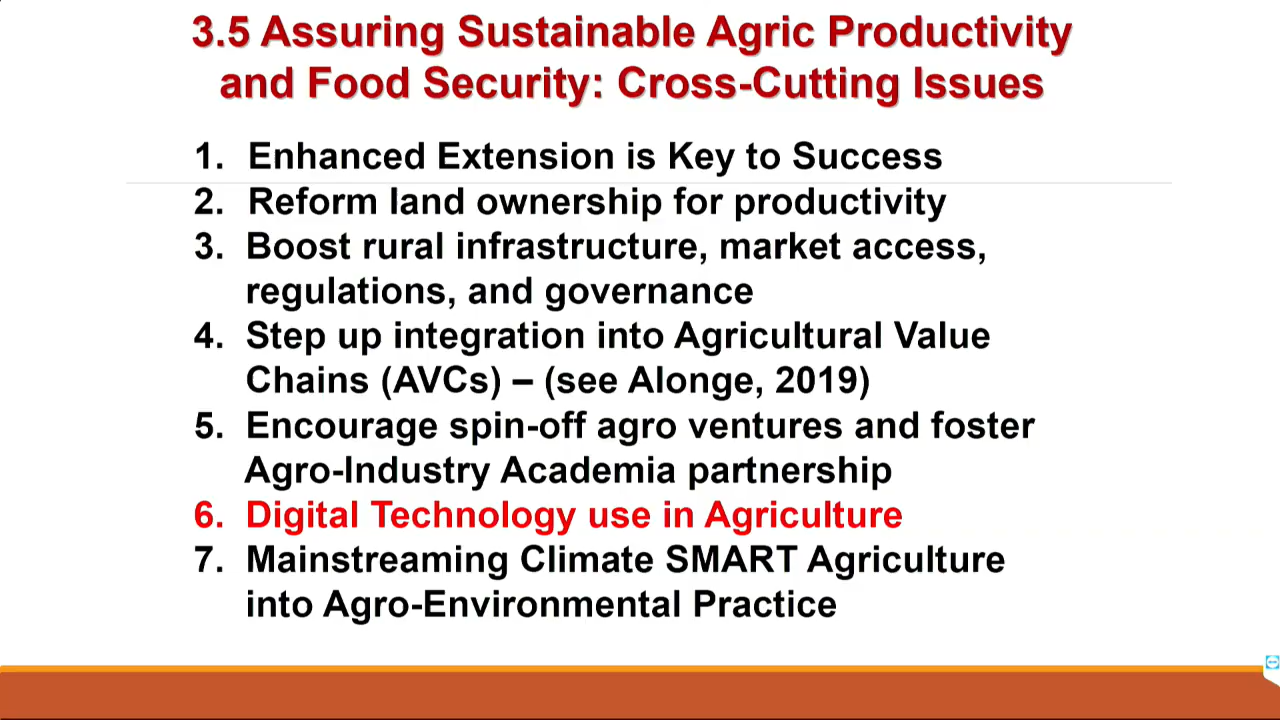 3.5 Assuring Sustainable Agric Productivity
and Food Security: Cross-Cutting Issues
1. Enhanced Extension is Key to Success
2. Reform land ownership for productivity
3. Boost rural infrastructure, market access,
regulations, and governance
4. Step up integration into Agricultural Value
Chains (AVCs) – (see Alonge, 2019)
5. Encourage spin-off agro ventures and foster
Agro-Industry Academia partnership
6. Digital Technology use in Agriculture
7. Mainstreaming Climate SMART Agriculture
into Agro-Environmental Practice